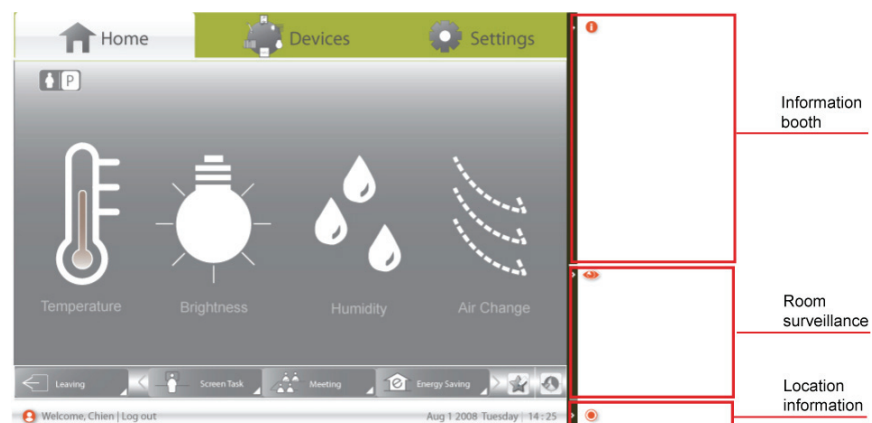 Home
Devices
Settings
P
Temperature
Brightness
Humidity
Air Change
Leaving
Screen Task
Meeting
Energy Saving
Welcome, Chien | Log out
Aug 1 2008 Tuesday | 14:25
Information
booth
Room
surveillance
Location
information